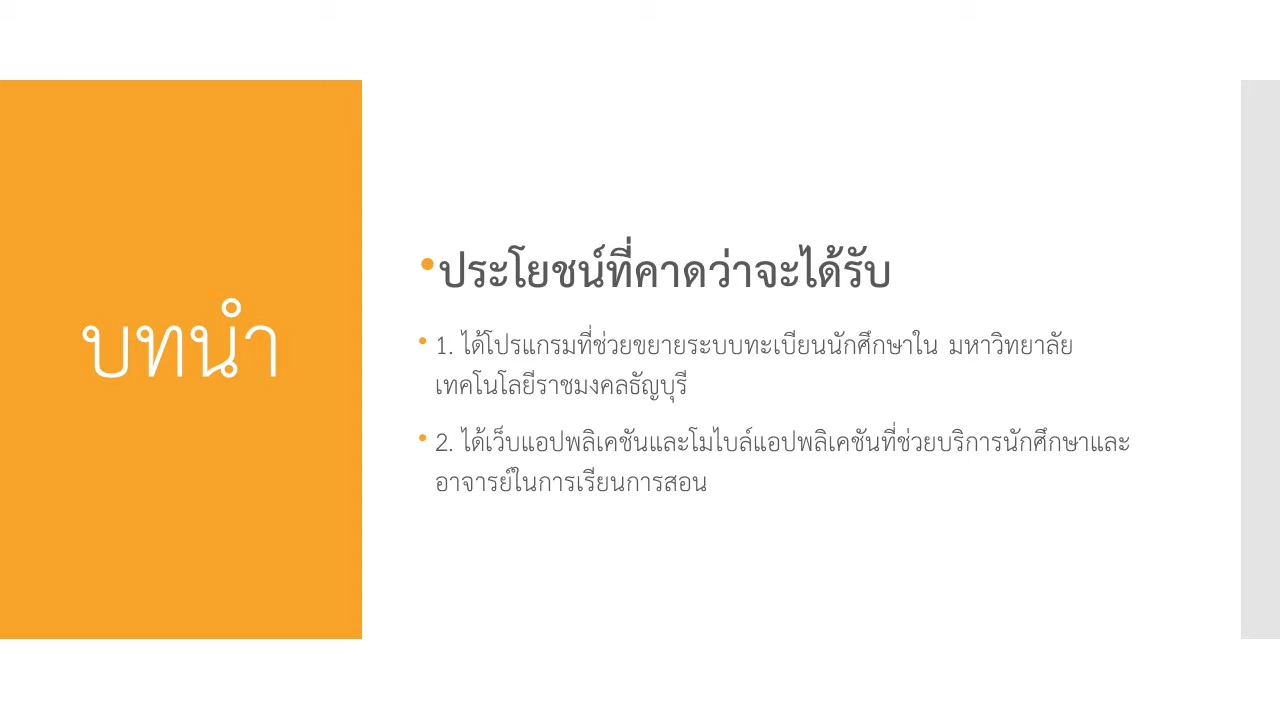 บทนำ
•ประโยชน์ที่คาดว่าจะได้รับ
• 1. ได้โปรแกรมที่ช่วยขยายระบบทะเบียนนักศึกษาใน มหาวิทยาลัย
เทคโนโลยีราชมงคลธัญบุรี
• 2. ได้เว็บแอปพลิเคชันและโมไบล์แอปพลิเคชันที่ช่วยบริการนักศึกษาและ
อาจารย์ในการเรียนการสอน